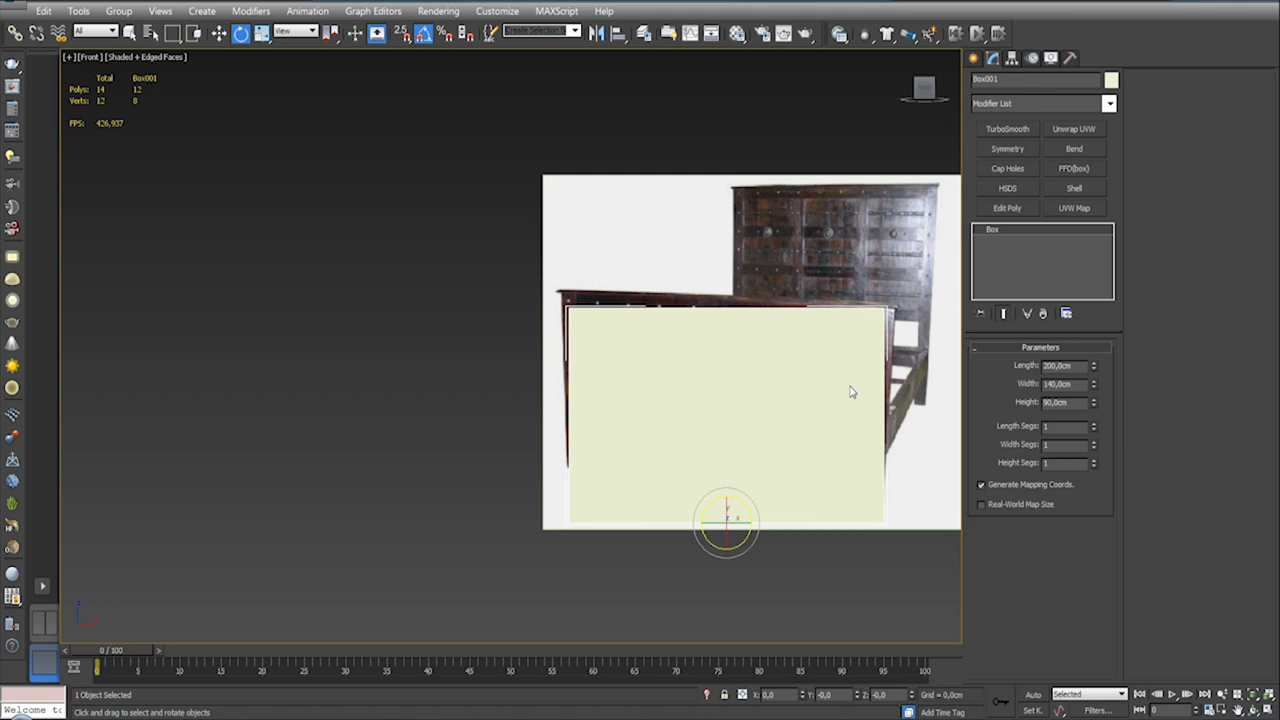 Edit Tools Group Views Create Modifiers Animation Graph Editors Rendering Customize MAXScript Help
All View 2.5 Create Selection S
[+] [Front ] [Shaded + Edged Faces ]
Total Box001
Polys: 14 12
Verts: 12 8
FPS: 426,937
Box001
Modifier List
TurboSmooth Unwrap UVW
Symmetry Bend
Cap Holes FFD(box)
HSDS Shell
Edit Poly UVW Map
Box
- Parameters
Length: 200,0cm
Width: 140,0cm
Height: 90,0cm
Length Segs: 1
Width Segs: 1
Height Segs: 1
Generate Mapping Coords.
Real-World Map Size
y
z x
z
< 0 / 100 >
0 5 10 15 20 25 30 35 40 45 50 55 60 65 70 75 80 85 90 95 100
1 Object Selected X: 0,0 Y: -0,0 Z: -0,0 Grid = 0,0cm Auto Selected
Welcome to Click and drag to select and rotate objects Add Time Tag Set K. Filters... 0